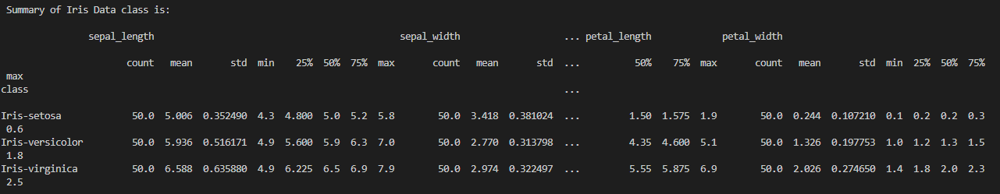 Summary of Iris Data class is:
sepal_length sepal_width ... petal_length petal_width
count mean std min 25% 50% 75% max count mean std ... 50% 75% max count mean std min 25% 50% 75%
max
class ...
Iris-setosa 50.0 5.006 0.352490 4.3 4.800 5.0 5.2 5.8 50.0 3.418 0.381024 ... 1.50 1.575 1.9 50.0 0.244 0.107210 0.1 0.2 0.2 0.3
0.6
Iris-versicolor 50.0 5.936 0.516171 4.9 5.600 5.9 6.3 7.0 50.0 2.770 0.313798 ... 4.35 4.600 5.1 50.0 1.326 0.197753 1.0 1.2 1.3 1.5
1.8
Iris-virginica 50.0 6.588 0.635880 4.9 6.225 6.5 6.9 7.9 50.0 2.974 0.322497 ... 5.55 5.875 6.9 50.0 2.026 0.274650 1.4 1.8 2.0 2.3
2.5